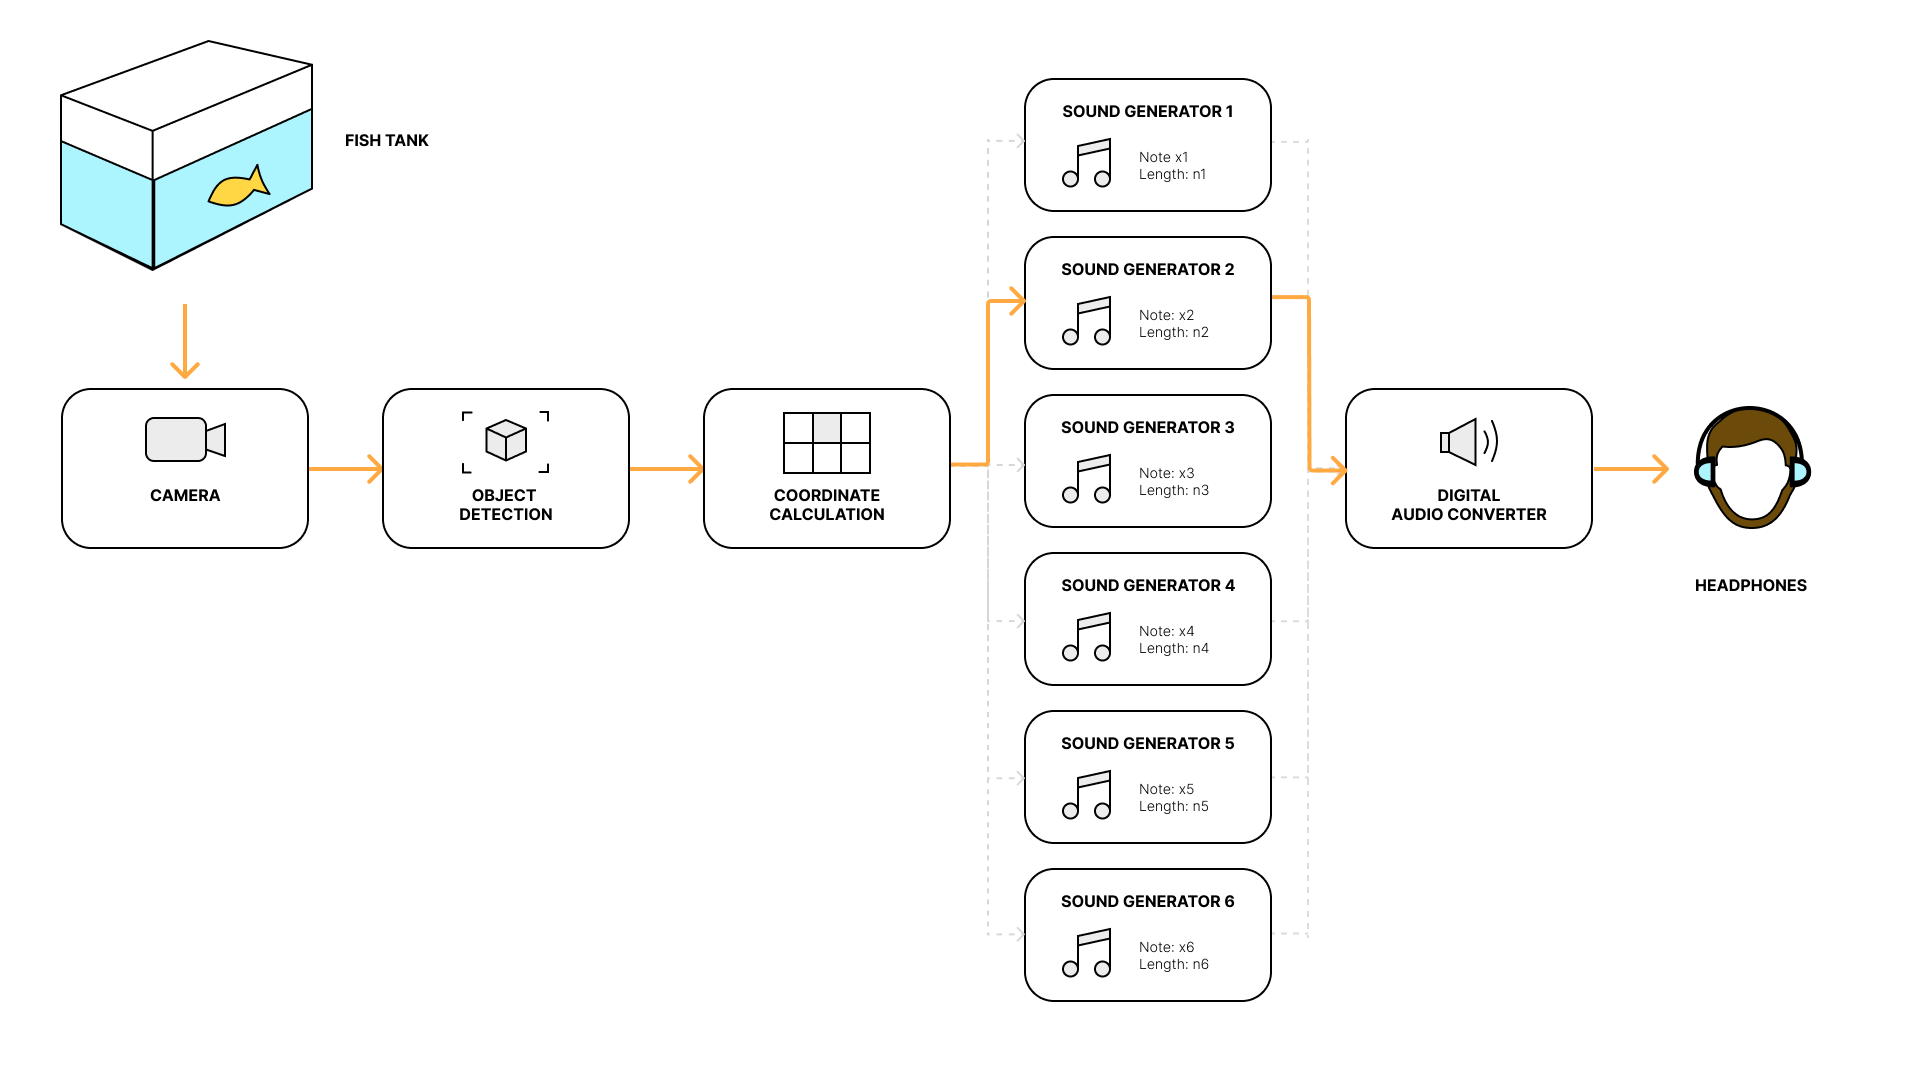 FISH TANK
CAMERA
OBJECT
DETECTION
COORDINATE
CALCULATION
SOUND GENERATOR 1
Note x1
Length: n1
SOUND GENERATOR 2
Note: x2
Length: n2
SOUND GENERATOR 3
Note: x3
Length: n3
SOUND GENERATOR 4
Note: x4
Length: n4
SOUND GENERATOR 5
Note: x5
Length: n5
SOUND GENERATOR 6
Note: x6
Length: n6
DIGITAL
AUDIO CONVERTER
HEADPHONES